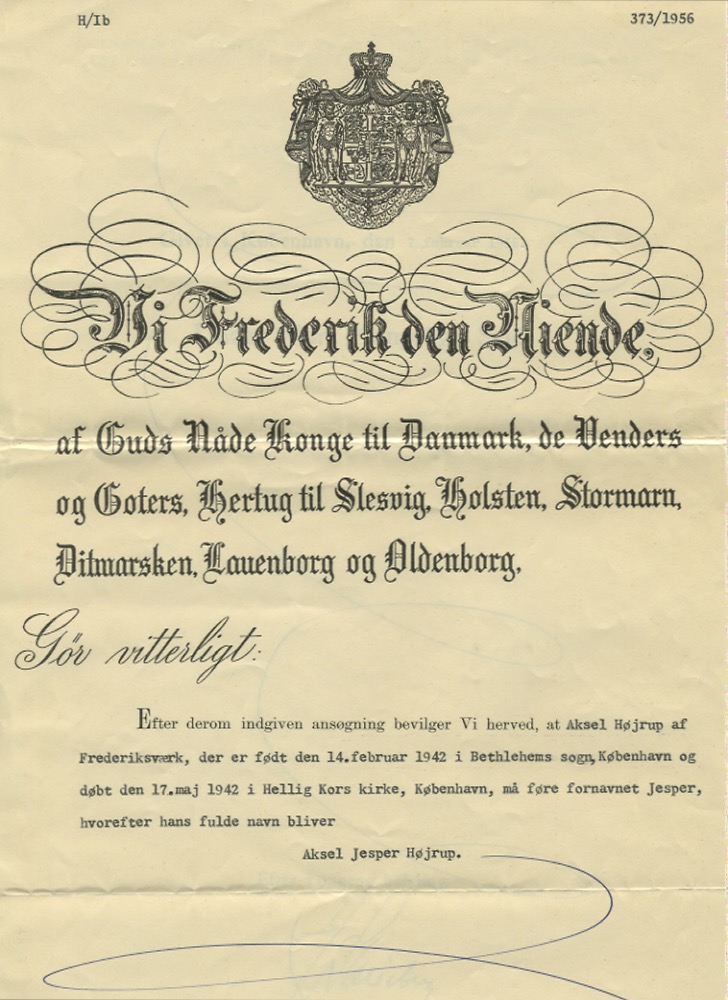 H/Ib
373/1956
Vi Frederik den Niende,
af Guds Nåde Konge til Danmark, de Venders
og Goters, Hertug til Slesvig, Holsten, Stormarn,
Ditmarsken, Lauenborg og Oldenborg,
Gör vitterligt:
Efter derom indgiven ansøgning bevilger Vi herved, at Aksel Højrup af
Frederiksværk, der er født den 14.februar 1942 i Bethlehems sogn,København og
døbt den 17.maj 1942 i Hellig Kors kirke, København, må føre fornavnet Jesper,
hvorefter hans fulde navn bliver
Aksel Jesper Højrup.